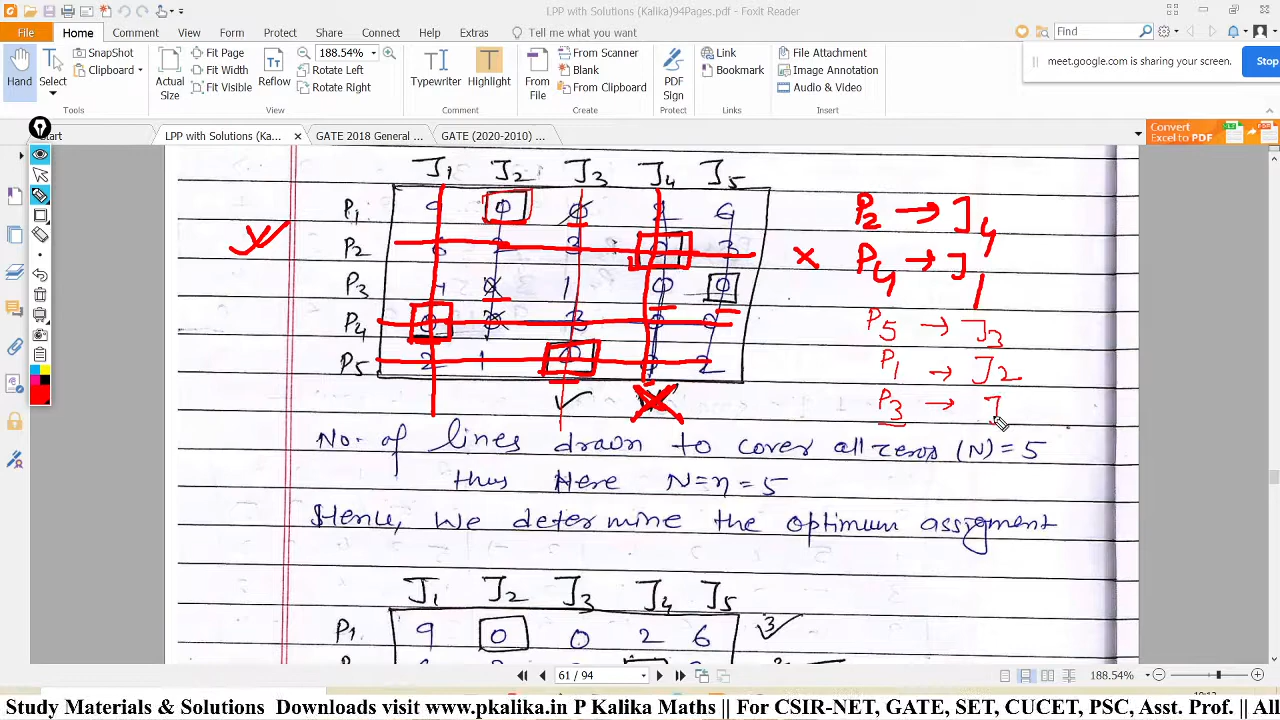 LPP with Solutions (Kalika)94Pages.pdf - Foxit Reader
File Home Comment View Form Protect Share Connect Help Extras Tell me what you want Find
SnapShot Fit Page 188.54% From Scanner Link File Attachment
Clipboard Fit Width Rotate Left Blank Bookmark Image Annotation
Hand Select Actual Size Reflow Fit Visible Rotate Right Typewriter Highlight From File From Clipboard PDF Sign Audio & Video
Tools View Comment Create Protect Links Insert
meet.google.com is sharing your screen. Stop
LPP with Solutions (Ka... GATE 2018 General ... GATE (2020-2010) ... Convert Excel to PDF
J1 J2 J3 J4 J5
P1 9 0 0 6
P2 3 3
P3 1 0 0
P4 0 3
P5 2 1 0 2
P2 → J4
P4 → J1
P5 → J3
P1 → J2
P3 → J
No. of lines drawn to cover all zeros (N) = 5
thus Here N=n=5
Hence, We determine the optimum assigment
J1 J2 J3 J4 J5
P1 9 0 0 2 6 3
61 / 94 188.54%
Study Materials & Solutions Downloads visit www.pkalika.in P Kalika Maths || For CSIR-NET, GATE, SET, CUCET, PSC, Asst. Prof. || All